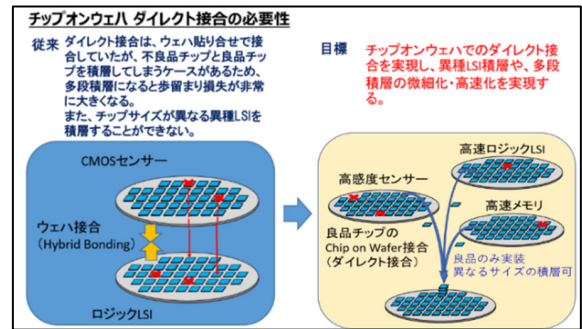 チップオンウェハ ダイレクト接合の必要性
従来
ダイレクト接合は、ウェハ貼り合せで接
合していたが、不良品チップと良品チッ
プを積層してしまうケースがあるため、
多段積層になると歩留まり損失が非常
に大きくなる。
また、チップサイズが異なる異種LSIを
積層することができない。
目標
チップオンウェハでのダイレクト接
合を実現し、異種LSI積層や、多段
積層の微細化・高速化を実現す
る。
CMOSセンサー
ウェハ接合
(Hybrid Bonding)
ロジックLSI
高速ロジックLSI
高感度センサー
高速メモリ
良品チップの
Chip on Wafer接合
(ダイレクト接合)
良品のみ実装
異なるサイズの積層可